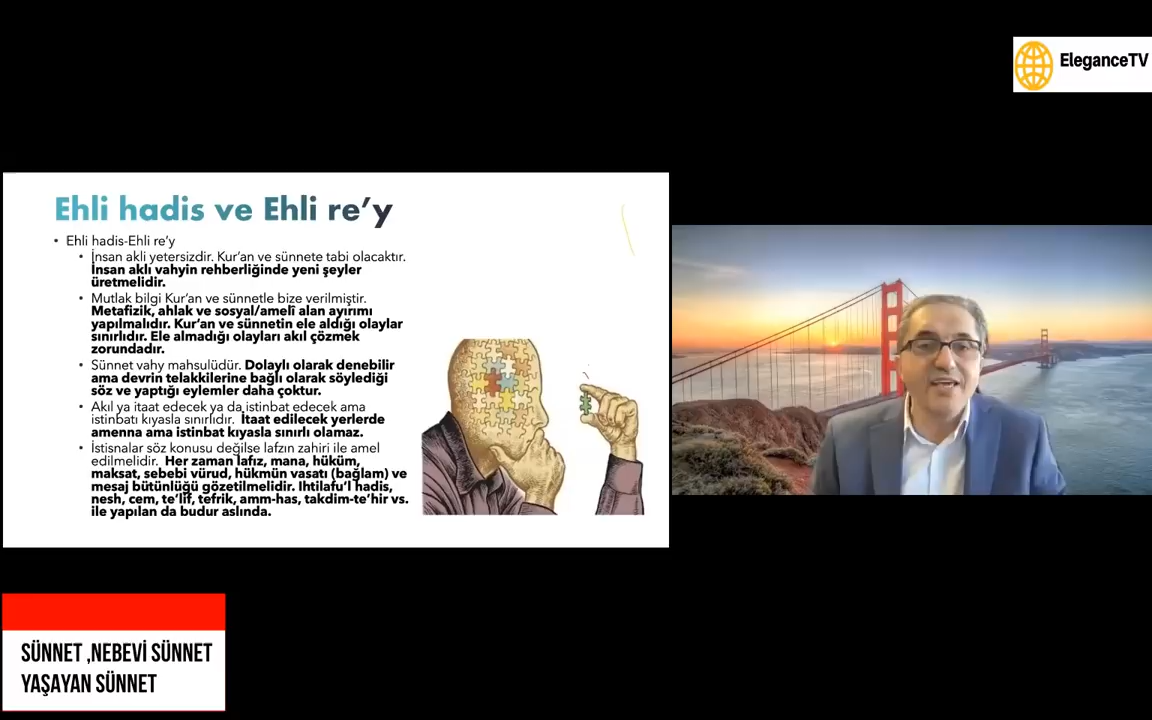 EleganceTV
Ehli hadis ve Ehli re’y
• Ehli hadis-Ehli re’y
• İnsan akli yetersizdir. Kur’an ve sünnete tabi olacaktır.
İnsan aklı vahyin rehberliğinde yeni şeyler
üretmelidir.
• Mutlak bilgi Kur’an ve sünnetle bize verilmiştir.
Metafizik, ahlak ve sosyal/amelî alan ayırımı
yapılmalıdır. Kur’an ve sünnetin ele aldığı olaylar
sınırlıdır. Ele almadığı olayları akıl çözmek
zorundadır.
• Sünnet vahy mahsulüdür. Dolaylı olarak denebilir
ama devrin telakkilerine bağlı olarak söylediği
söz ve yaptığı eylemler daha çoktur.
• Akıl ya itaat edecek ya da istinbat edecek ama
istinbatı kıyasla sınırlıdır. İtaat edilecek yerlerde
amenna ama istinbat kıyasla sınırlı olamaz.
• İstisnalar söz konusu değilse lafzın zahiri ile amel
edilmelidir. Her zaman lafız, mana, hüküm,
maksat, sebebi vürud, hükmün vasatı (bağlam) ve
mesaj bütünlüğü gözetilmelidir. Ihtilafu’l hadis,
nesh, cem, te’lif, tefrik, amm-has, takdim-te’hir vs.
ile yapılan da budur aslında.
SÜNNET ,NEBEVİ SÜNNET
YAŞAYAN SÜNNET